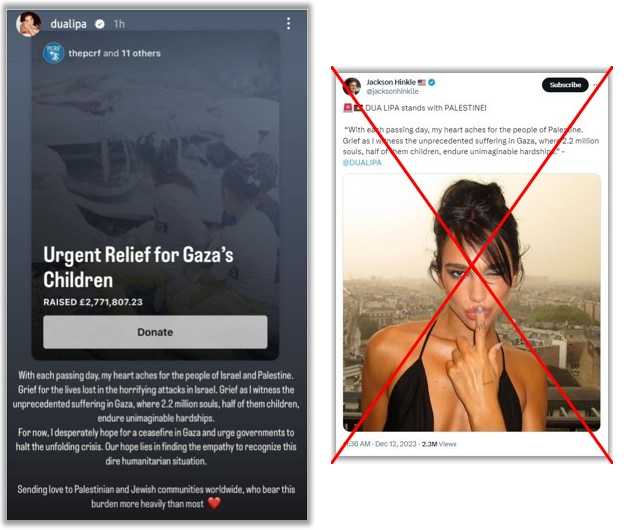 dualipa 1h
PCRF
thepcrf and 11 others
Urgent Relief for Gaza's
Children
RAISED £2,771,807.23
Donate
With each passing day, my heart aches for the people of Israel and Palestine.
Grief for the lives lost in the horrifying attacks in Israel. Grief as I witness the
unprecedented suffering in Gaza, where 2.2 million souls, half of them children,
endure unimaginable hardships.
For now, I desperately hope for a ceasefire in Gaza and urge governments to
halt the unfolding crisis. Our hope lies in finding the empathy to recognize this
dire humanitarian situation.
Sending love to Palestinian and Jewish communities worldwide, who bear this
burden more heavily than most ❤️
Jackson Hinkle 🇺🇸
@jacksonhinklle
Subscribe
🚨🇵🇸 DUA LIPA stands with PALESTINE!
"With each passing day, my heart aches for the people of Palestine.
Grief as I witness the unprecedented suffering in Gaza, where 2.2 million
souls, half of them children, endure unimaginable hardships." –
@DUALIPA
:36 AM · Dec 12, 2023 · 2.3M Views